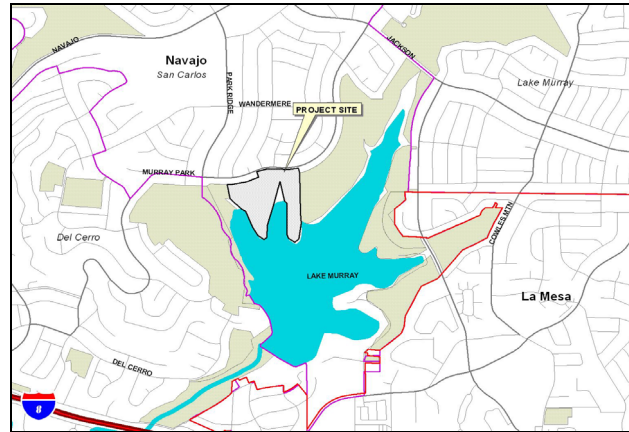 NAVAJO
JACKSON
Navajo
San Carlos
PARK RIDGE
WANDERMERE
Lake Murray
PROJECT SITE
MURRAY PARK
Del Cerro
COWLES MTN
LAKE MURRAY
La Mesa
DEL CERRO
8